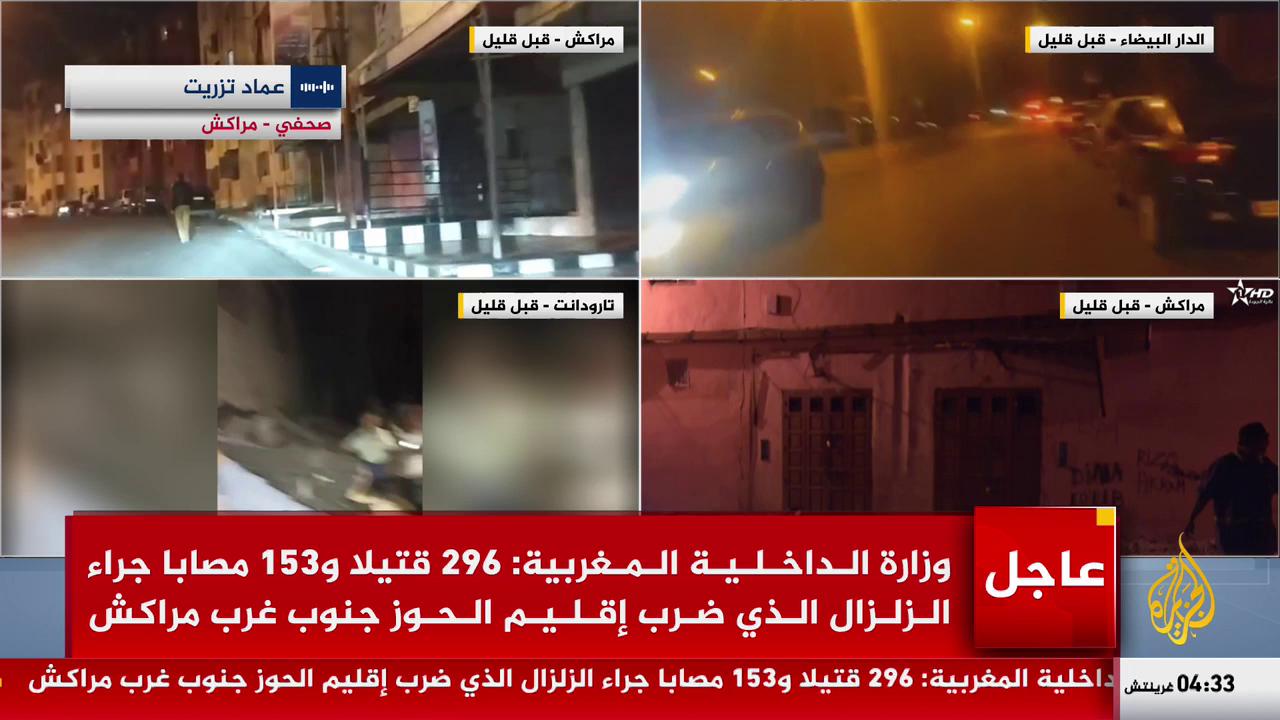 الدار البيضاء - قبل قليل
مراكش - قبل قليل
عماد تزريت
صحفي - مراكش
مراكش - قبل قليل
تارودانت - قبل قليل
HD
عاجل
وزارة الداخلية المغربية: 296 قتيلا و153 مصابا جراء
الزلزال الذي ضرب إقليم الحوز جنوب غرب مراكش
داخلية المغربية: 296 قتيلا و153 مصابا جراء الزلزال الذي ضرب إقليم الحوز جنوب غرب مراكش
04:33 غرينتش
الجزيرة